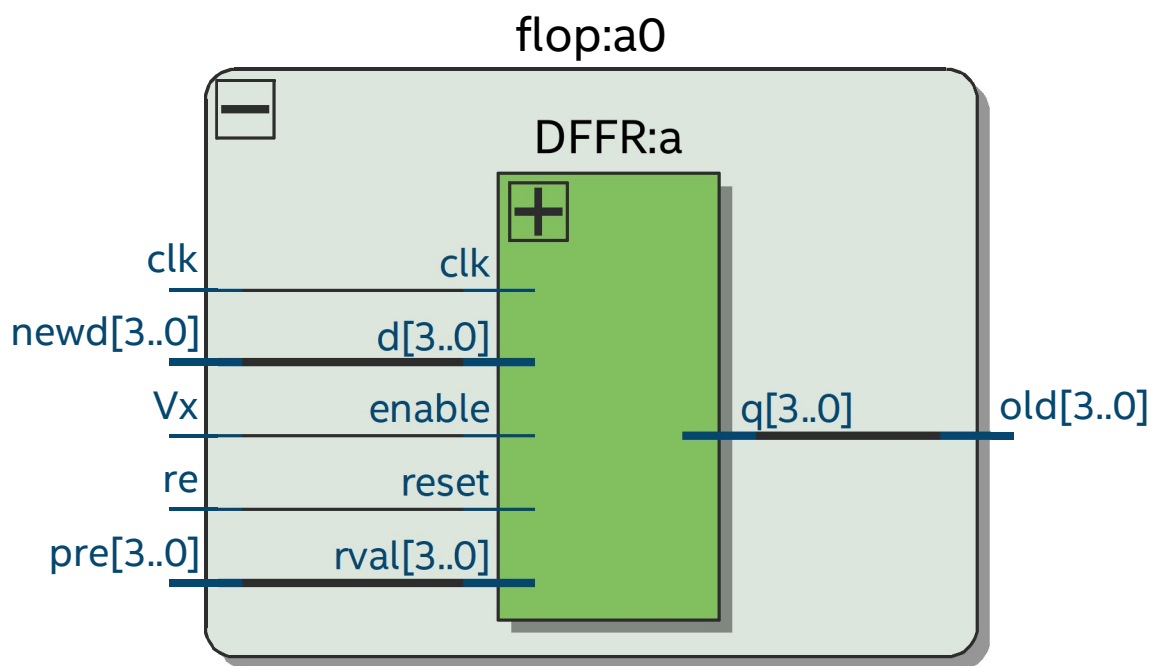 flop:a0
DFFR:a
clk
clk
newd[3..0]
d[3..0]
Vx
enable
q[3..0]
old[3..0]
re
reset
pre[3..0]
rval[3..0]